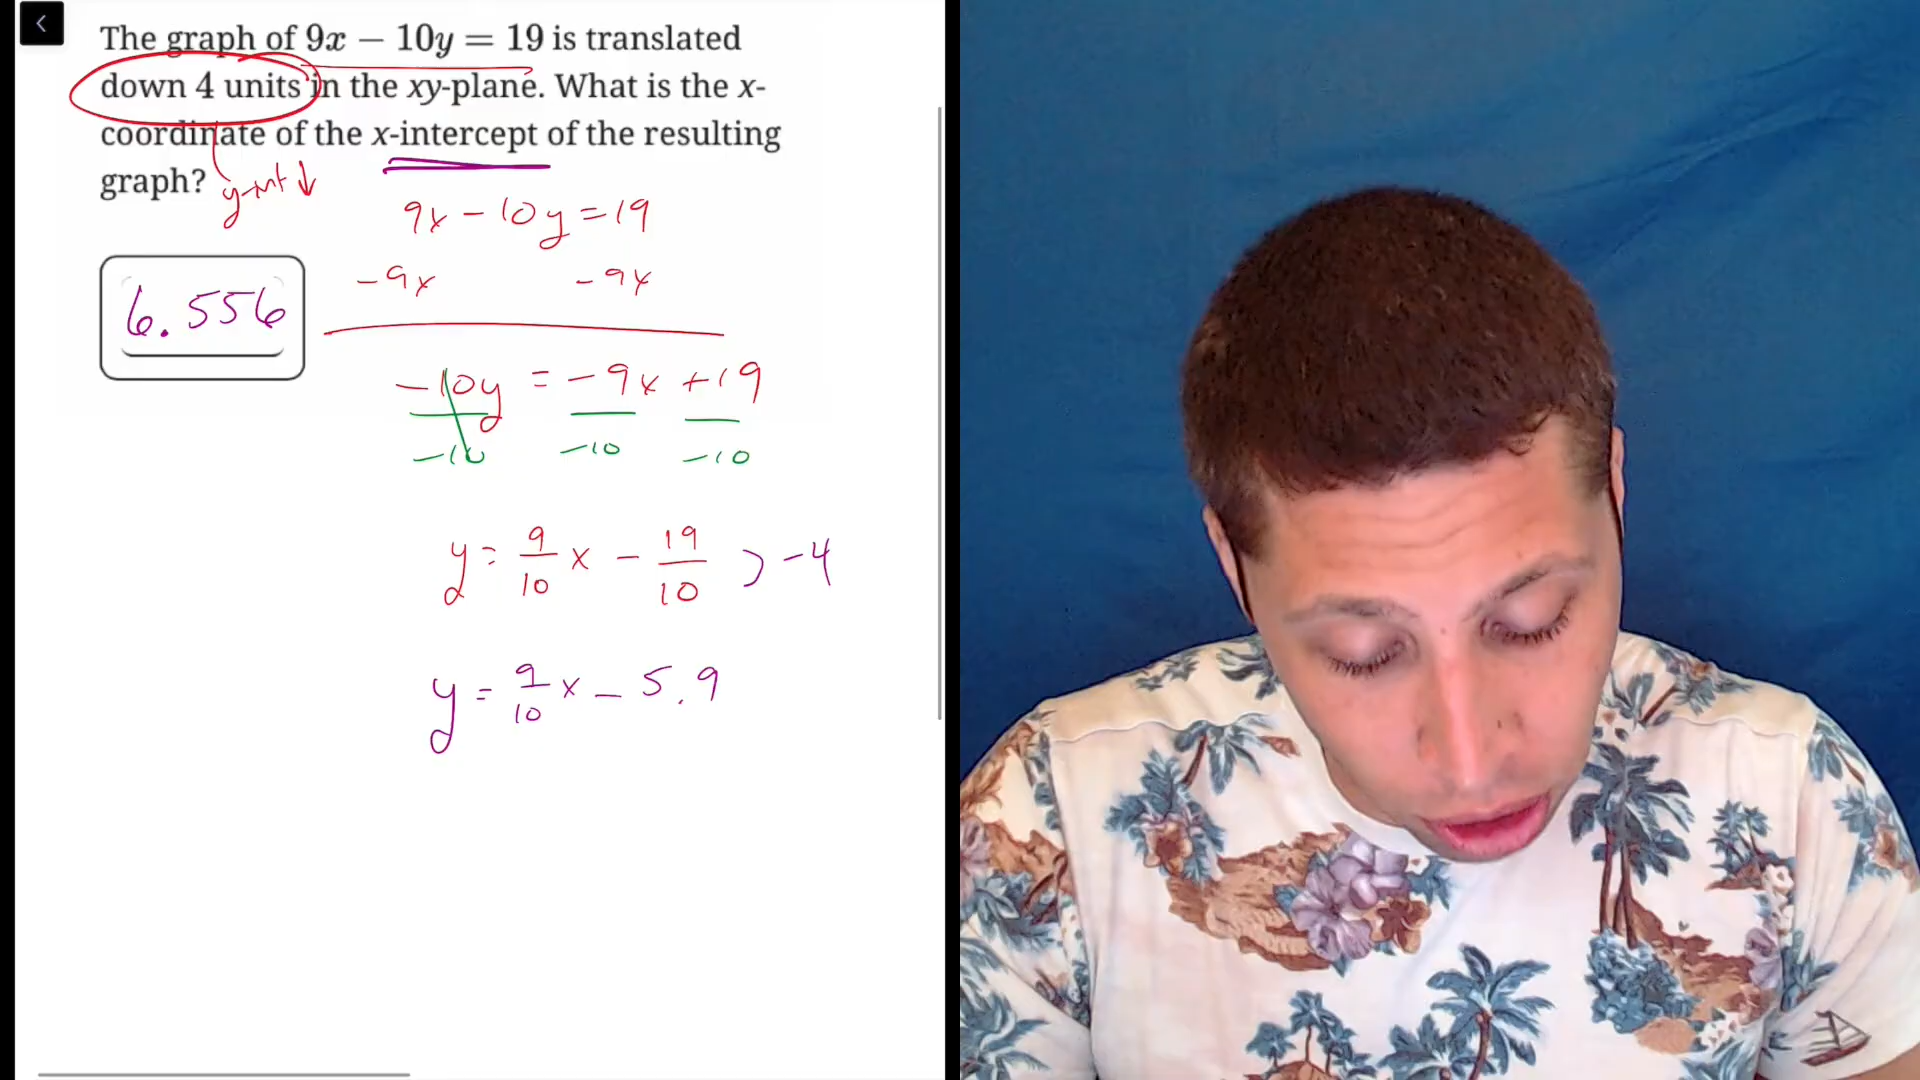 The graph of 9x − 10y = 19 is translated
down 4 units in the xy-plane. What is the x-
coordinate of the x-intercept of the resulting
graph?
y-int ↓
9x − 10y = 19
−9x −9x
6.556
−10y = −9x +19
−10 −10 −10
y = 9/10 x − 19/10 > −4
y = 9/10 x − 5.9